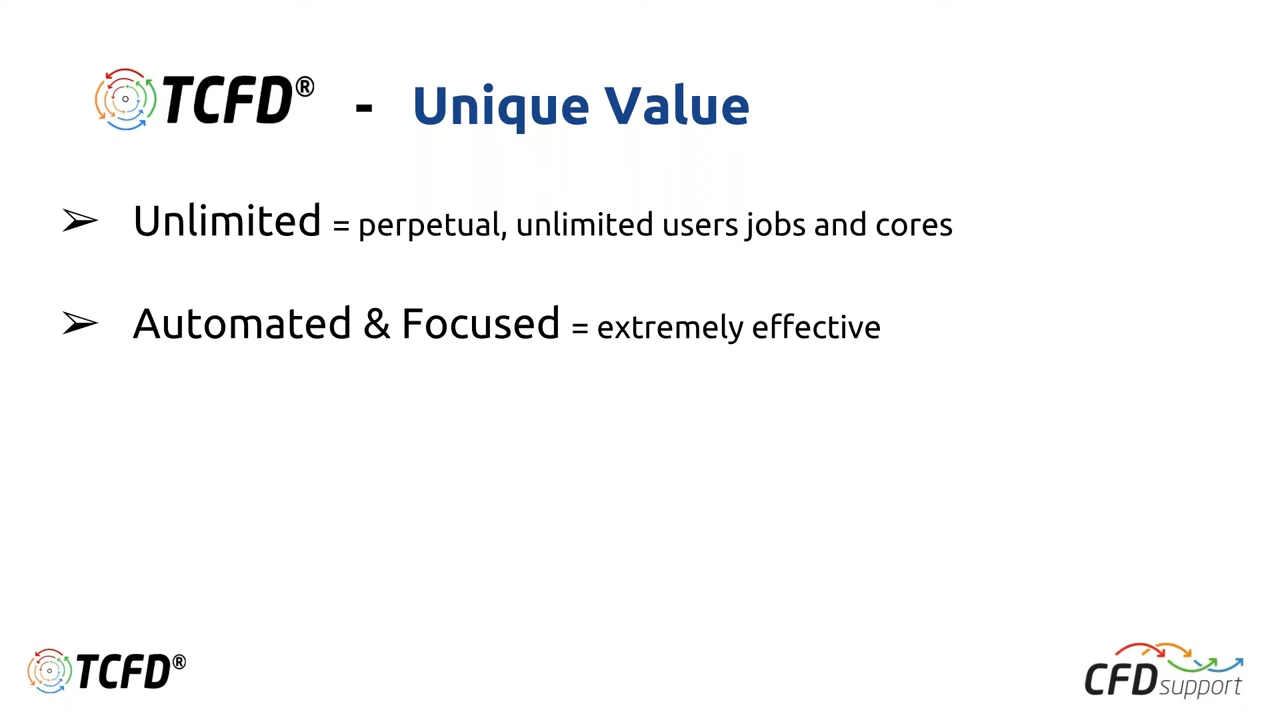 TCFD® - Unique Value
➢ Unlimited = perpetual, unlimited users jobs and cores
➢ Automated & Focused = extremely effective
TCFD®
CFD support